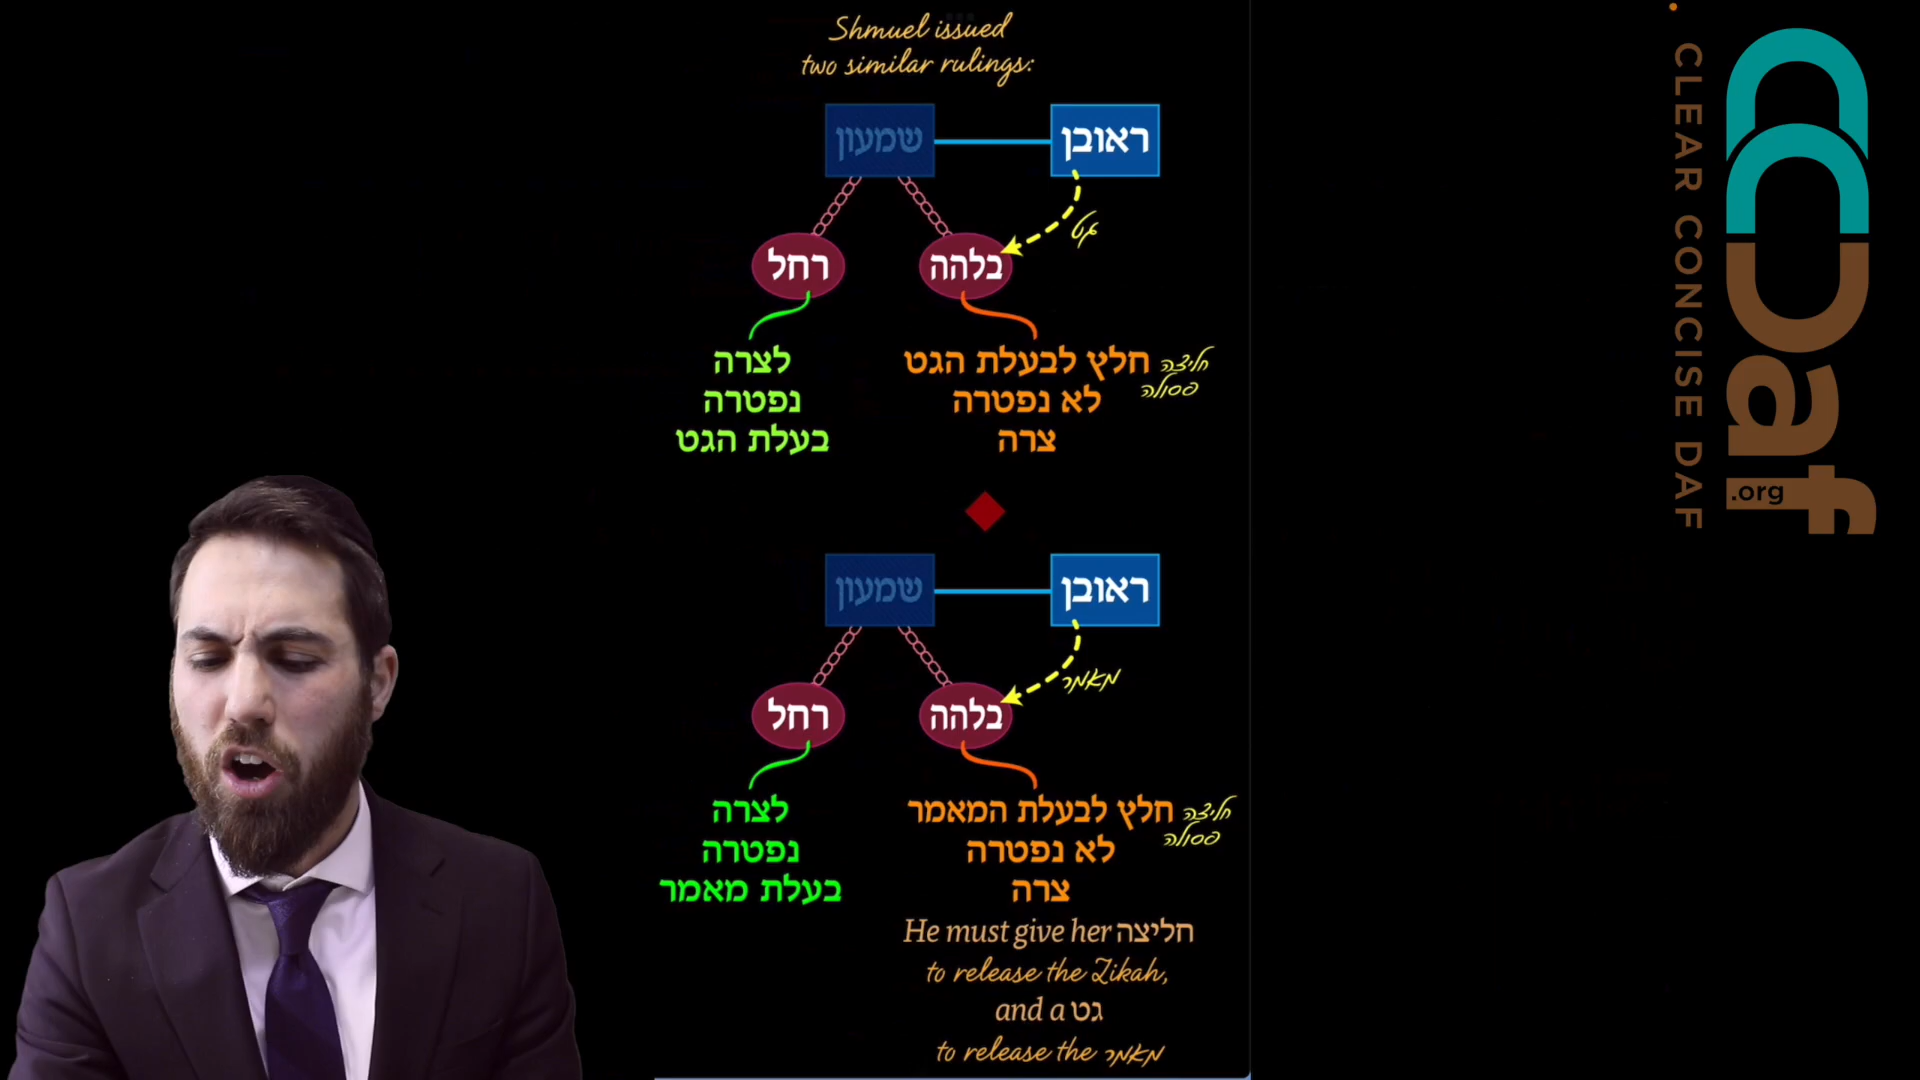 Shmuel issued
two similar rulings:
שמעון
ראובן
גט
רחל
בלהה
לצרה
נפטרה
בעלת הגט
חלץ לבעלת הגט
לא נפטרה
צרה
חליצה
פסולה
שמעון
ראובן
מאמר
רחל
בלהה
לצרה
נפטרה
בעלת מאמר
חלץ לבעלת המאמר
לא נפטרה
צרה
חליצה
פסולה
He must give her חליצה
to release the Zikah,
and a גט
to release the מאמר
CLEAR CONCISE DAF
ccDaf
.org